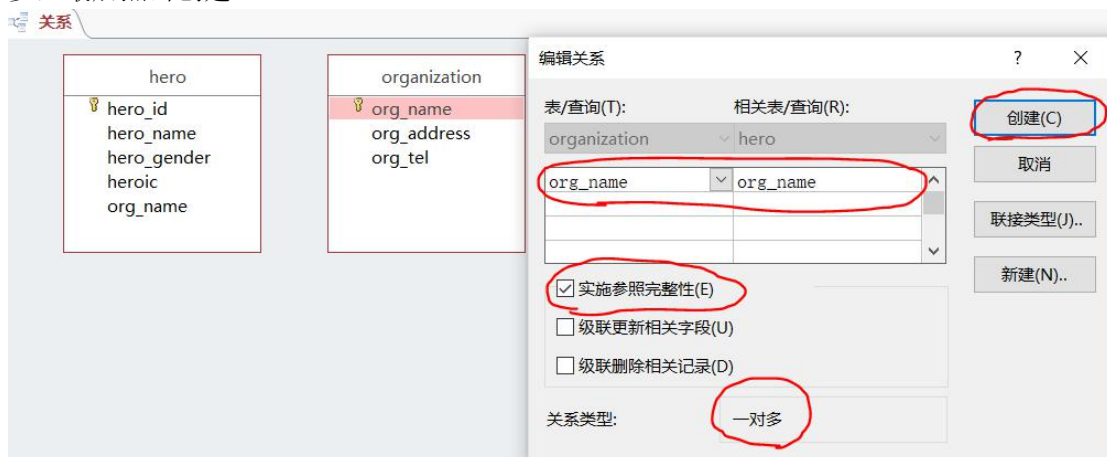 关系
hero
hero_id
hero_name
hero_gender
heroic
org_name
organization
org_name
org_address
org_tel
编辑关系
? ×
表/查询(T): 相关表/查询(R):
organization hero
org_name org_name
实施参照完整性(E)
级联更新相关字段(U)
级联删除相关记录(D)
关系类型: 一对多
创建(C)
取消
联接类型(J)..
新建(N)..